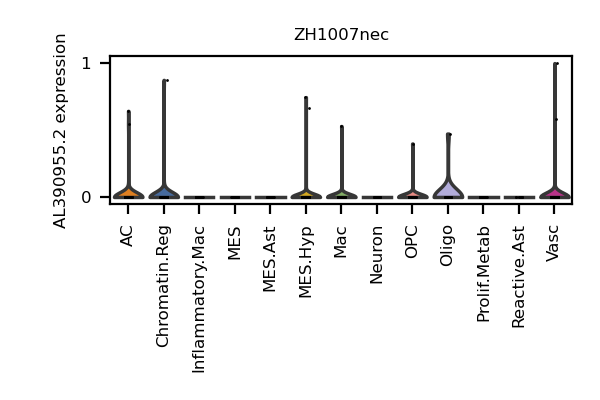 ZH1007nec
AL390955.2 expression
1
0
AC
Chromatin.Reg
Inflammatory.Mac
MES
MES.Ast
MES.Hyp
Mac
Neuron
OPC
Oligo
Prolif.Metab
Reactive.Ast
Vasc